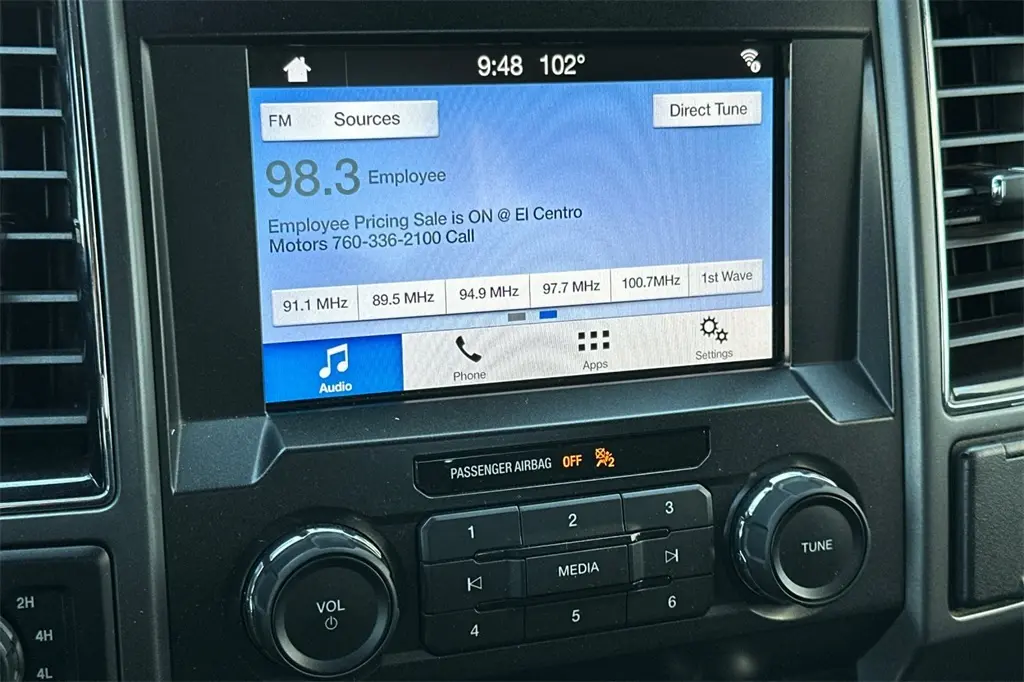 9:48 102°
FM Sources
Direct Tune
98.3 Employee
Employee Pricing Sale is ON @ El Centro
Motors 760-336-2100 Call
91.1 MHz 89.5 MHz 94.9 MHz 97.7 MHz 100.7MHz 1st Wave
Audio Phone Apps Settings
PASSENGER AIRBAG OFF 2
1 2 3
MEDIA
4 5 6
VOL
TUNE
2H
4H
4L